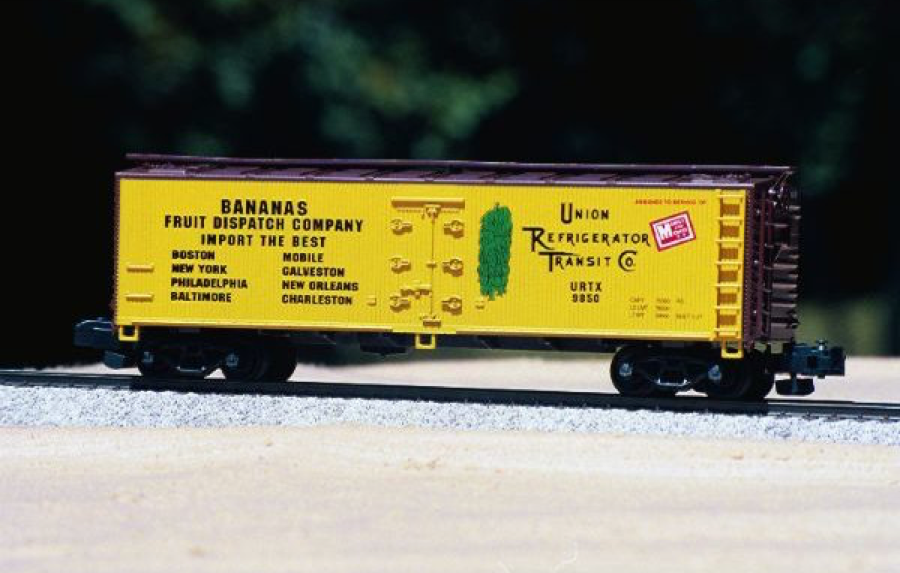 BANANAS
FRUIT DISPATCH COMPANY
IMPORT THE BEST
BOSTON
NEW YORK
PHILADELPHIA
BALTIMORE
MOBILE
GALVESTON
NEW ORLEANS
CHARLESTON
UNION
REFRIGERATOR
TRANSIT CO.
URTX
9850